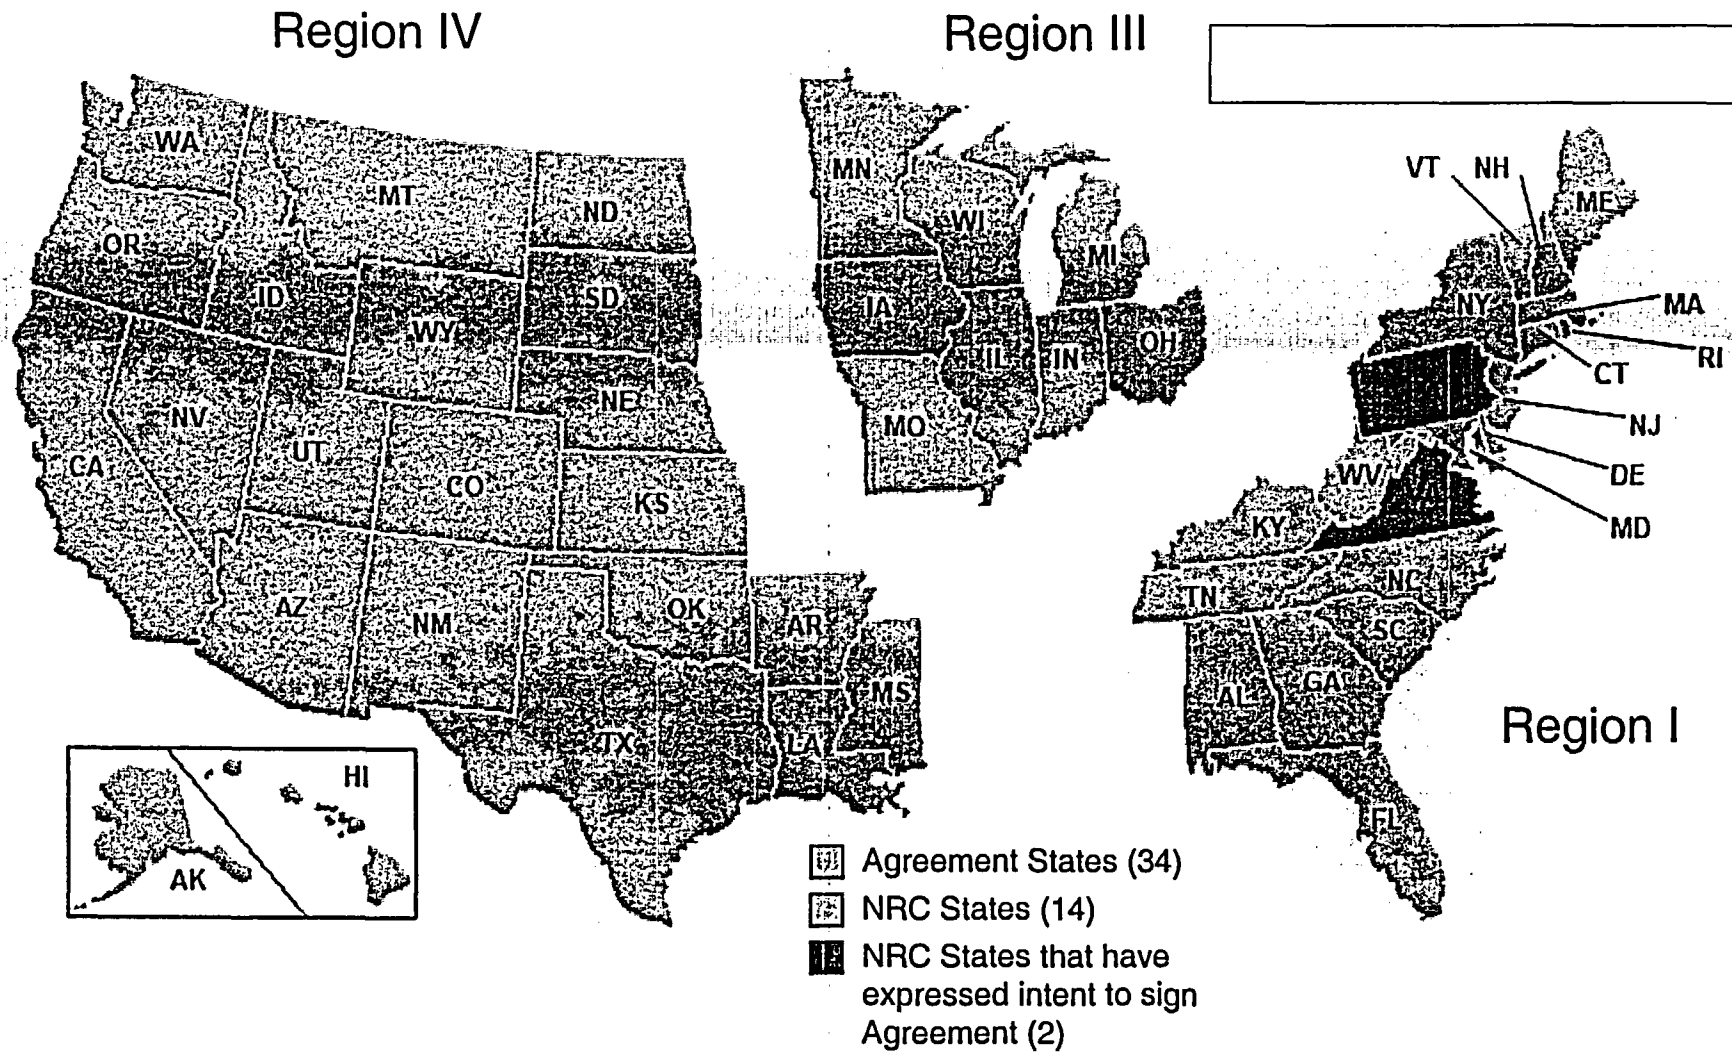 Region IV
Region III
WA
MT
ND
OR
ID
SD
WY
NE
NV
UT
CA
CO
KS
AZ
NM
OK
AR
TX
LA
MS
HI
AK
MN
WI
MI
IA
IL
IN
OH
MO
VT
NH
ME
NY
MA
RI
CT
NJ
DE
MD
WV
VA
KY
TN
NC
SC
AL
GA
FL
Region I
Agreement States (34)
NRC States (14)
NRC States that have
expressed intent to sign
Agreement (2)